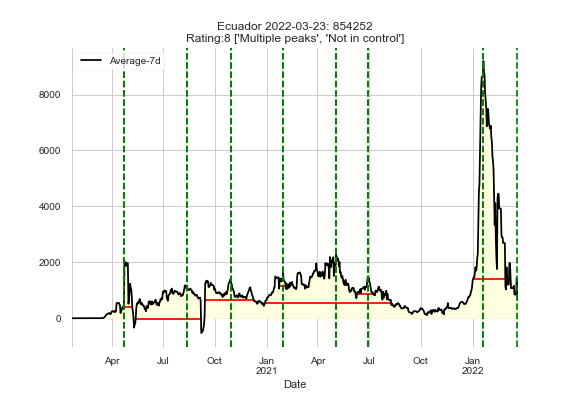 Ecuador 2022-03-23: 854252
Rating:8 ['Multiple peaks', 'Not in control']
Average-7d
8000
6000
4000
2000
0
Apr Jul Oct Jan Apr Jul Oct Jan
2021 2022
Date